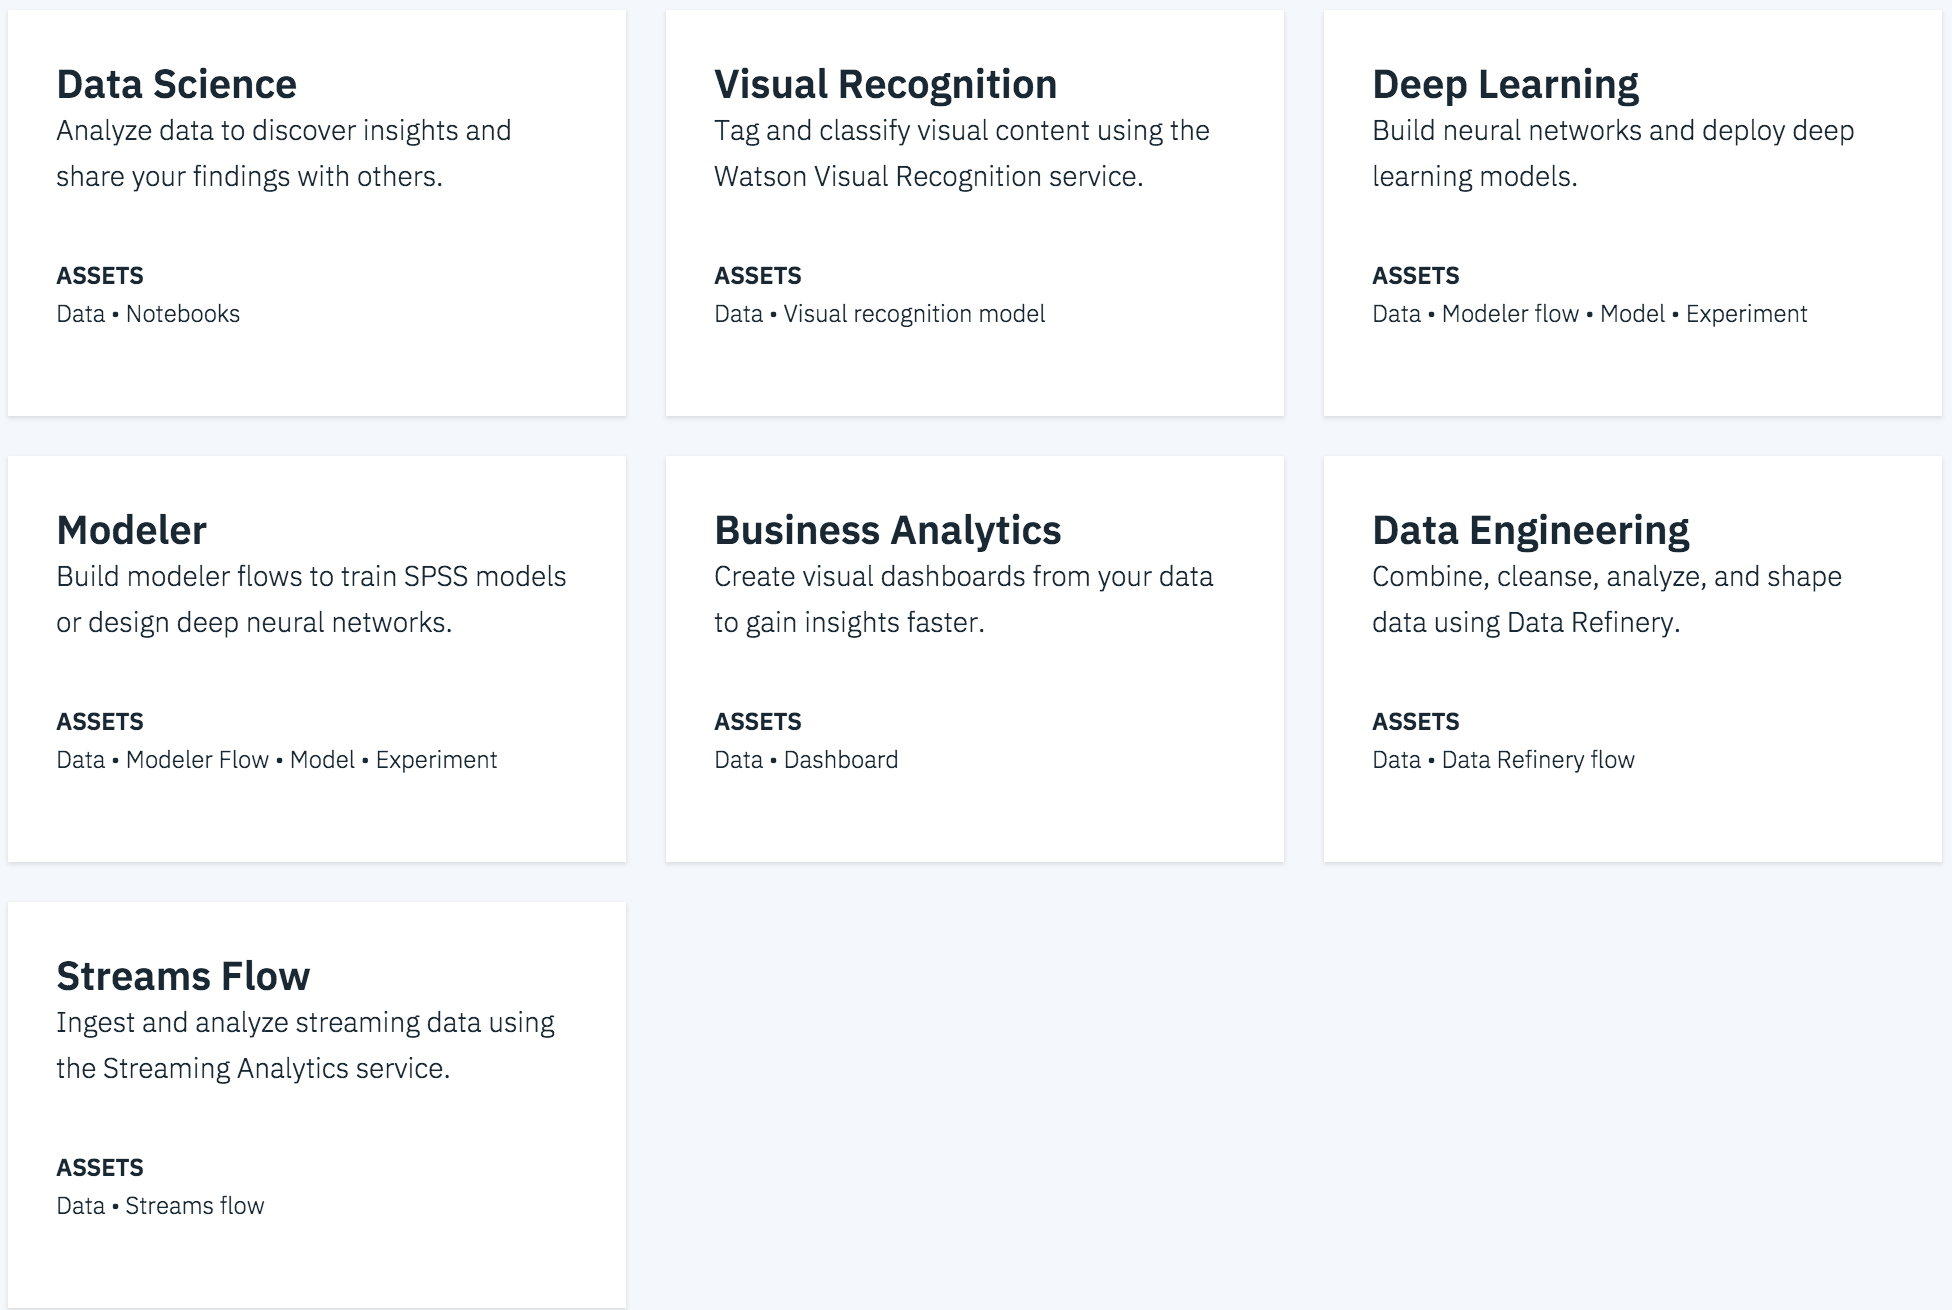 Data Science
Analyze data to discover insights and
share your findings with others.
ASSETS
Data • Notebooks
Visual Recognition
Tag and classify visual content using the
Watson Visual Recognition service.
ASSETS
Data • Visual recognition model
Deep Learning
Build neural networks and deploy deep
learning models.
ASSETS
Data • Modeler flow • Model • Experiment
Modeler
Build modeler flows to train SPSS models
or design deep neural networks.
ASSETS
Data • Modeler Flow • Model • Experiment
Business Analytics
Create visual dashboards from your data
to gain insights faster.
ASSETS
Data • Dashboard
Data Engineering
Combine, cleanse, analyze, and shape
data using Data Refinery.
ASSETS
Data • Data Refinery flow
Streams Flow
Ingest and analyze streaming data using
the Streaming Analytics service.
ASSETS
Data • Streams flow